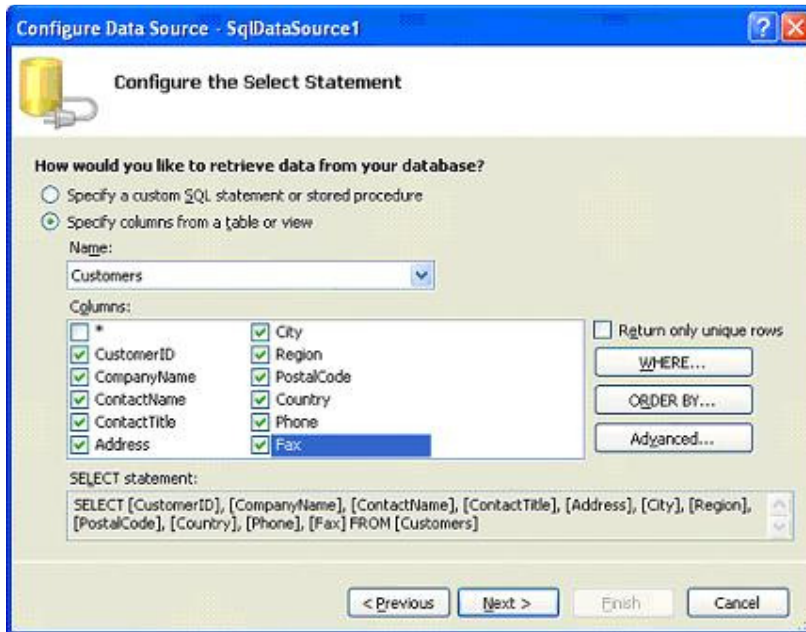 Configure Data Source - SqlDataSource1
Configure the Select Statement
How would you like to retrieve data from your database?
Specify a custom SQL statement or stored procedure
Specify columns from a table or view
Name:
Customers
Columns:
*
CustomerID
CompanyName
ContactName
ContactTitle
Address
City
Region
PostalCode
Country
Phone
Fax
Return only unique rows
WHERE...
ORDER BY...
Advanced...
SELECT statement:
SELECT [CustomerID], [CompanyName], [ContactName], [ContactTitle], [Address], [City], [Region],
[PostalCode], [Country], [Phone], [Fax] FROM [Customers]
< Previous
Next >
Finish
Cancel